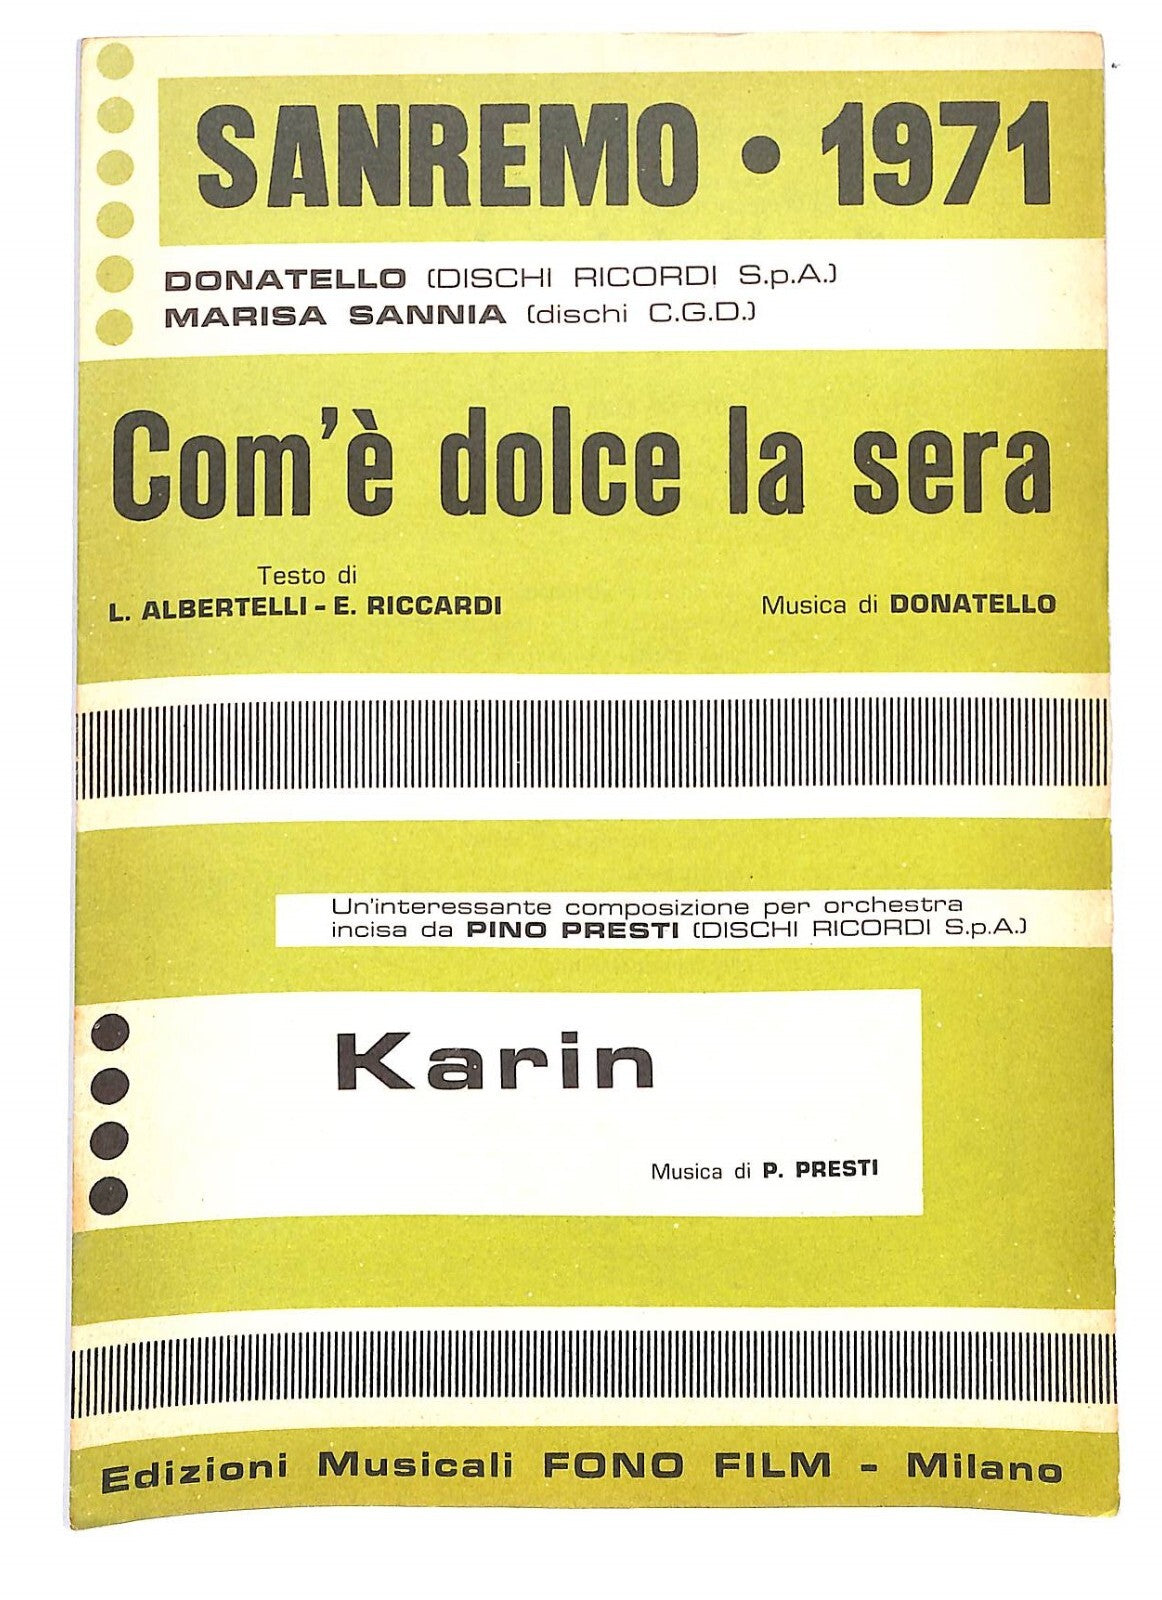 SANREMO • 1971
DONATELLO (DISCHI RICORDI S.p.A.)
MARISA SANNIA (dischi C.G.D.)
Com'è dolce la sera
Testo di
L. ALBERTELLI - E. RICCARDI
Musica di DONATELLO
Un'interessante composizione per orchestra
incisa da PINO PRESTI (DISCHI RICORDI S.p.A.)
Karin
Musica di P. PRESTI
Edizioni Musicali FONO FILM - Milano